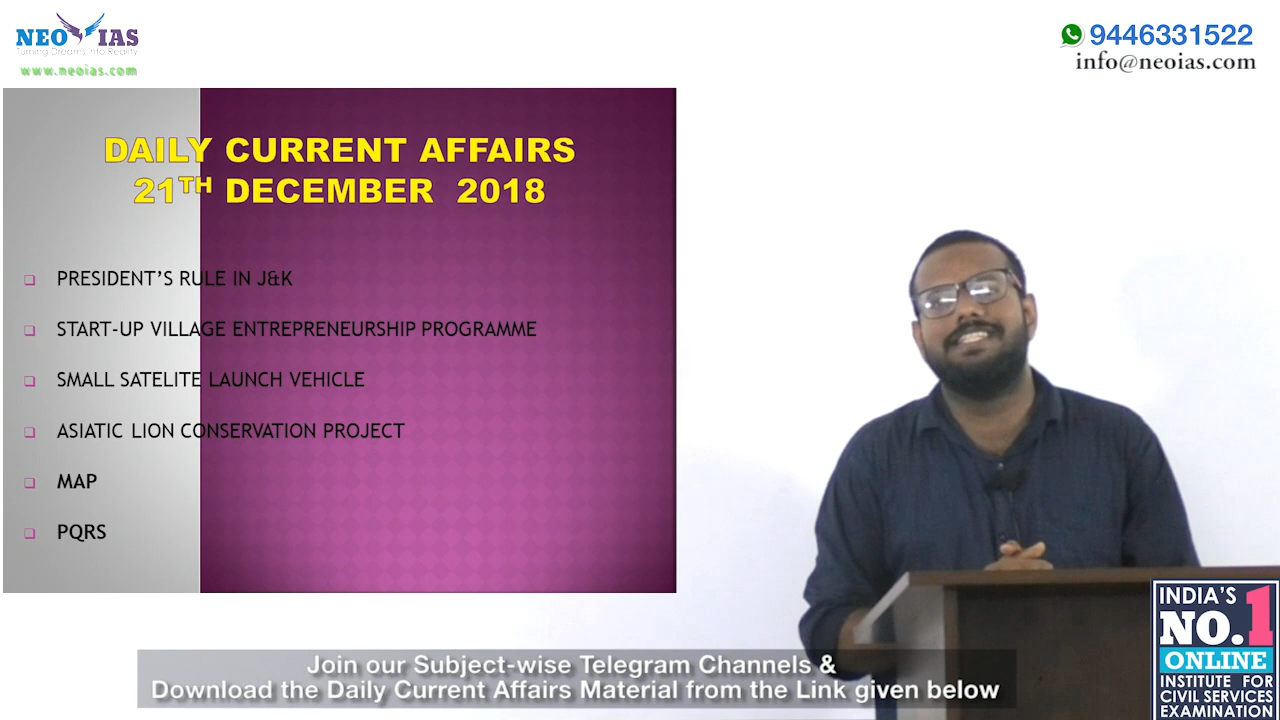 NEO IAS
Turning Dreams into Reality
www.neoias.com
9446331522
info@neoias.com
DAILY CURRENT AFFAIRS
21TH DECEMBER 2018
PRESIDENT'S RULE IN J&K
START-UP VILLAGE ENTREPRENEURSHIP PROGRAMME
SMALL SATELITE LAUNCH VEHICLE
ASIATIC LION CONSERVATION PROJECT
MAP
PQRS
INDIA'S
NO.1
ONLINE
INSTITUTE FOR
CIVIL SERVICES
EXAMINATION
Join our Subject-wise Telegram Channels &
Download the Daily Current Affairs Material from the Link given below